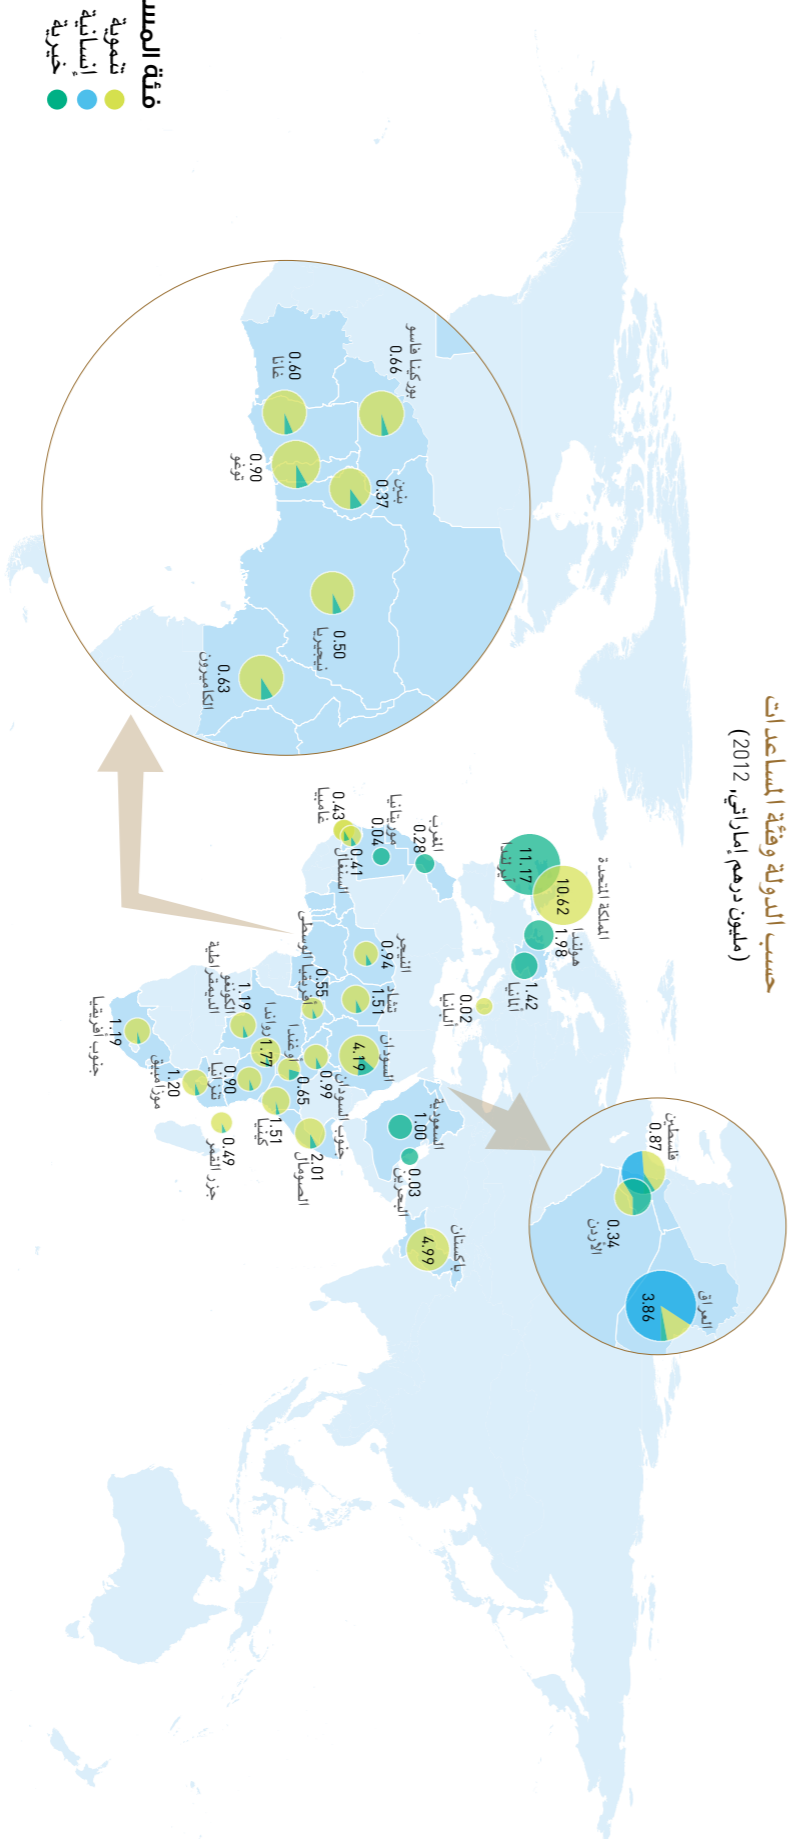 حسب الدولة وفئة المساعدات
(مليون درهم إماراتي، 2012)
المملكة المتحدة
10.62
أيرلندا
11.17
هولندا
1.98
ألمانيا
1.42
ألبانيا
0.02
المغرب
0.28
موريتانيا
0.04
السنغال
0.41
غامبيا
0.43
النيجر
0.94
تشاد
1.51
السودان
4.19
أفريقيا الوسطى
0.55
جنوب السودان
0.99
أوغندا
0.65
رواندا
1.77
الكونغو
الديمقراطية
1.19
تنزانيا
0.90
كينيا
1.51
الصومال
2.01
جزر القمر
0.49
موزامبيق
1.20
جنوب أفريقيا
1.19
السعودية
1.00
البحرين
0.03
باكستان
4.99
فلسطين
0.87
الأردن
0.34
العراق
3.86
بوركينا فاسو
0.66
غانا
0.60
توغو
0.90
بنين
0.37
نيجيريا
0.50
الكاميرون
0.63
فئة
تنموية
إنسانية
خيرية